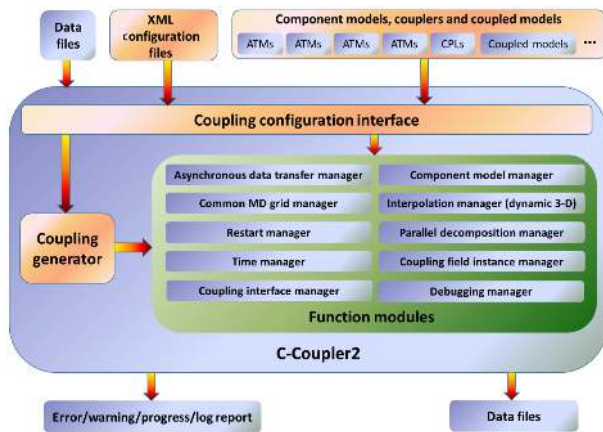 Data
files
XML
configuration
files
Component models, couplers and coupled models
ATMs ATMs ATMs ATMs CPLs Coupled models ...
Coupling configuration interface
Coupling
generator
Asynchronous data transfer manager
Component model manager
Common MD grid manager
Interpolation manager (dynamic 3-D)
Restart manager
Parallel decomposition manager
Time manager
Coupling field instance manager
Coupling interface manager
Debugging manager
Function modules
C-Coupler2
Error/warning/progress/log report
Data files